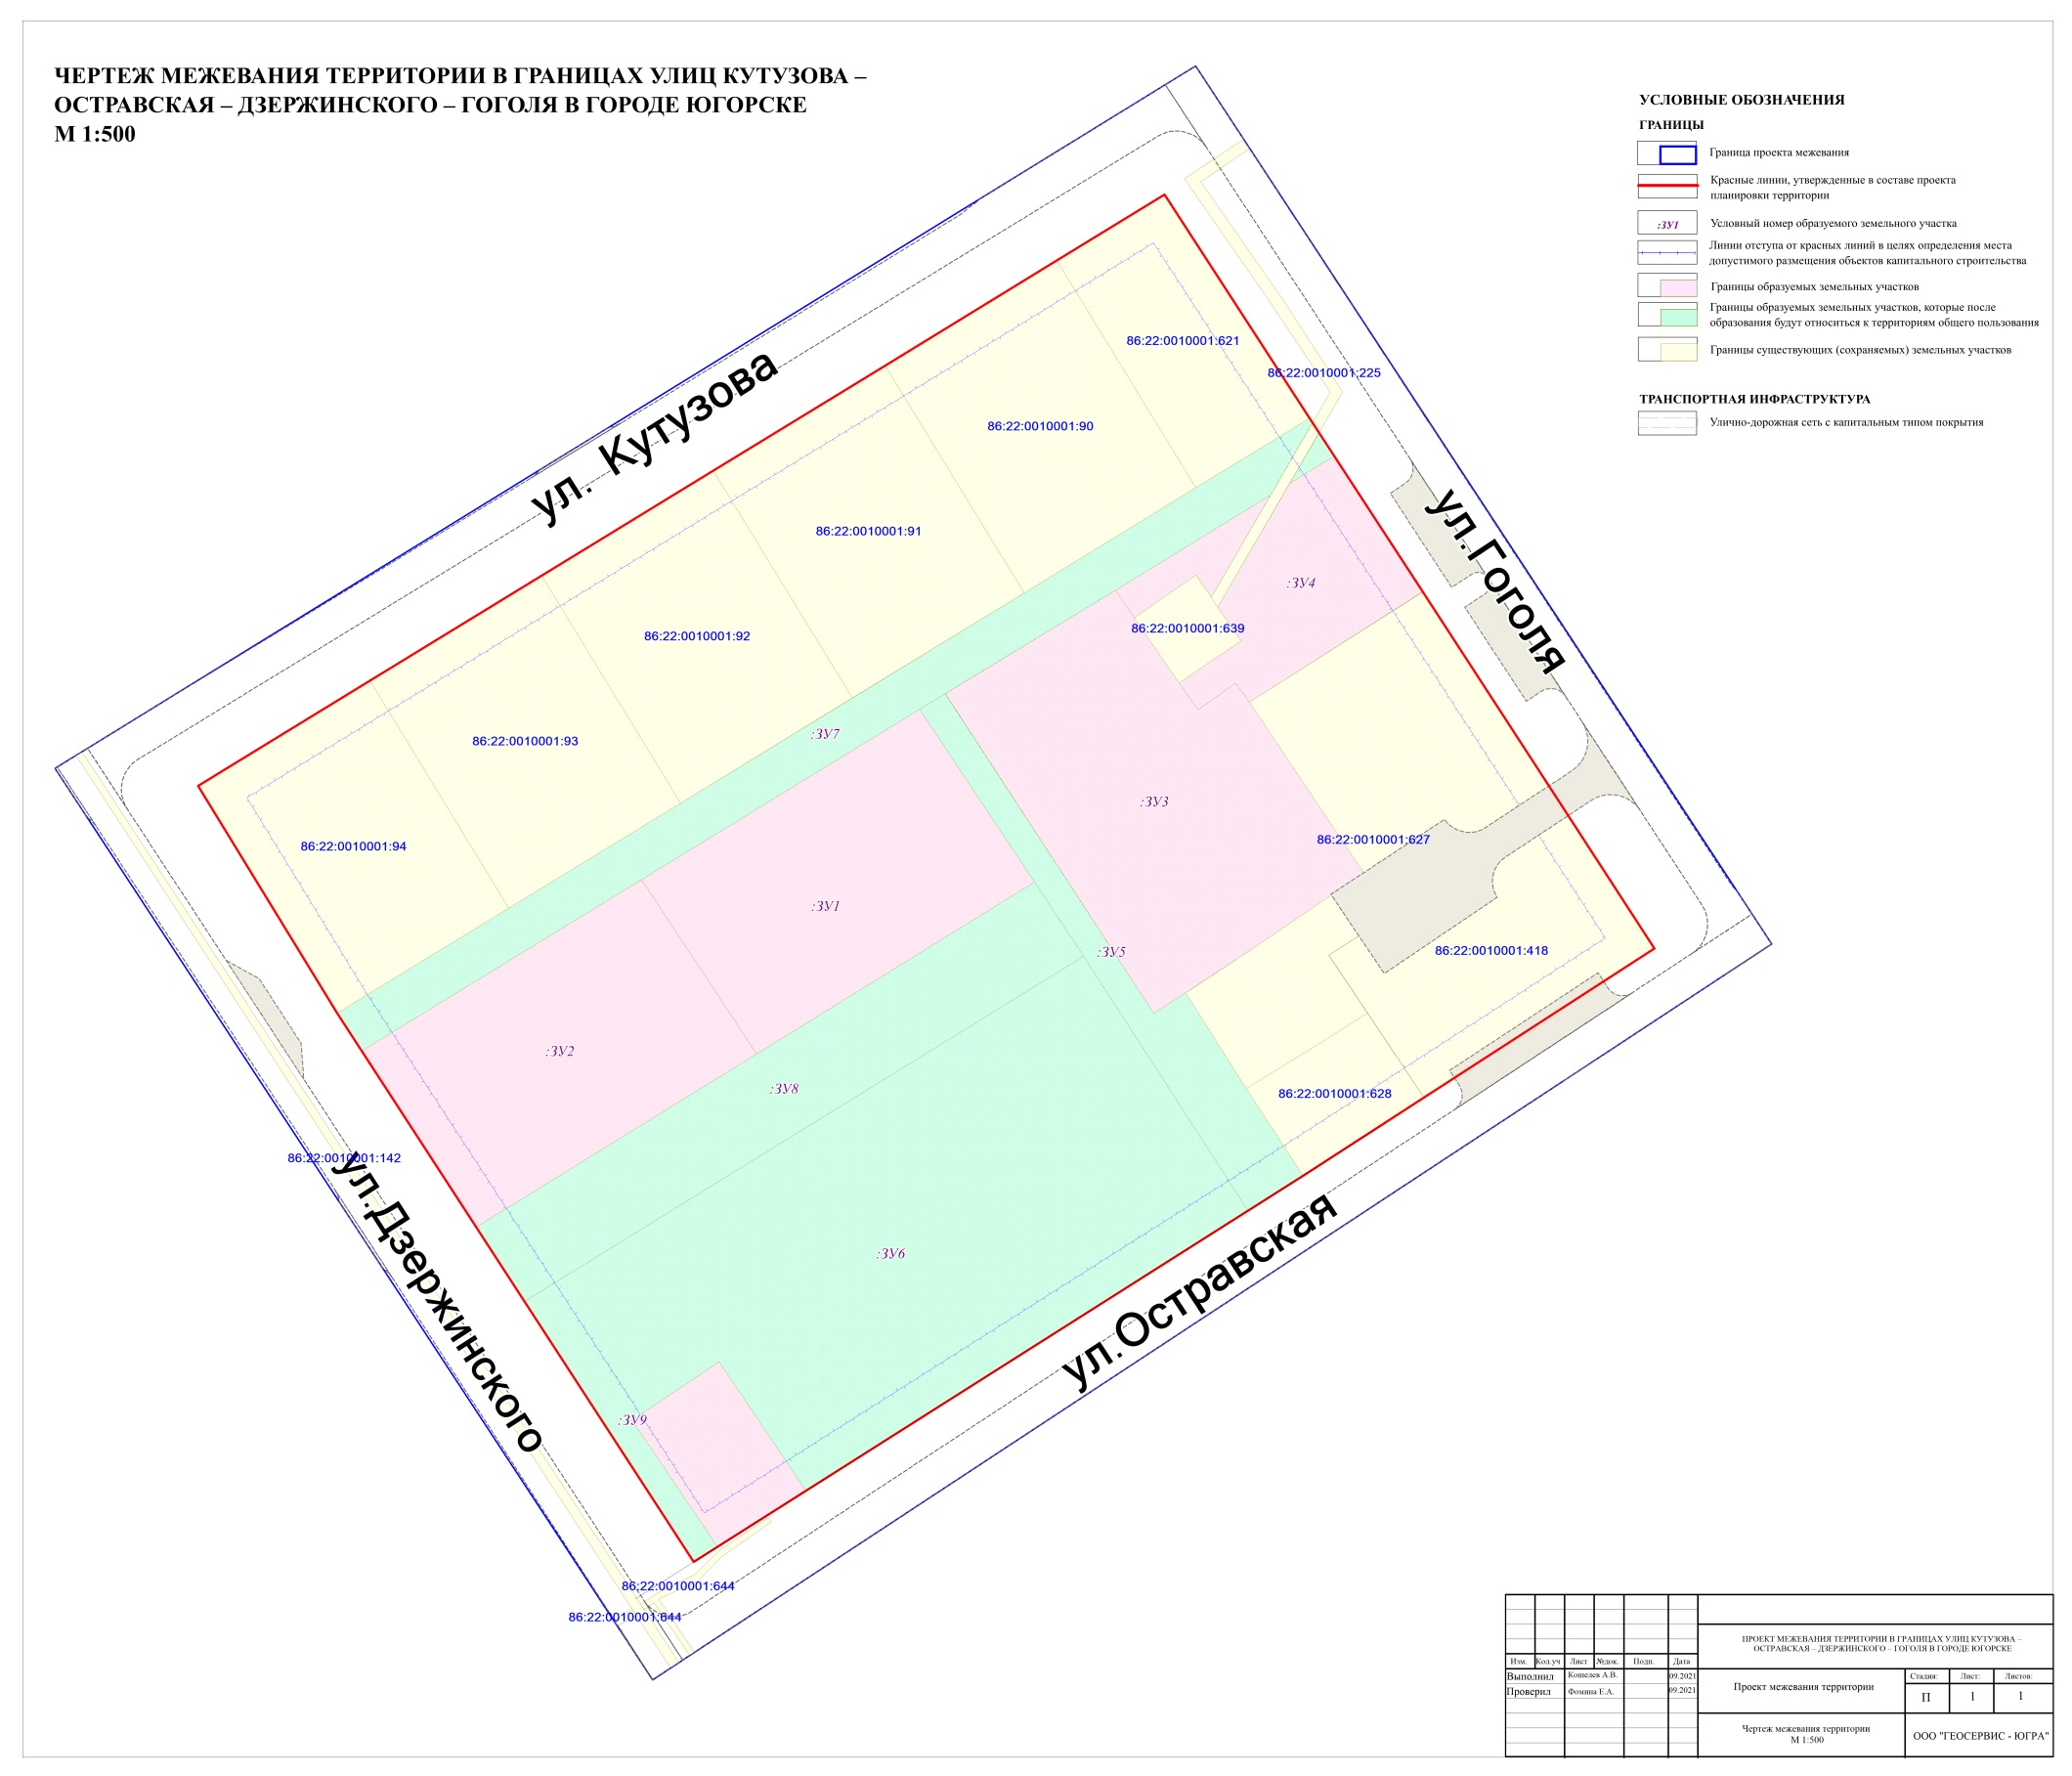 ЧЕРТЕЖ МЕЖЕВАНИЯ ТЕРРИТОРИИ В ГРАНИЦАХ УЛИЦ КУТУЗОВА –
ОСТРАВСКАЯ – ДЗЕРЖИНСКОГО – ГОГОЛЯ В ГОРОДЕ ЮГОРСКЕ
М 1:500
УСЛОВНЫЕ ОБОЗНАЧЕНИЯ
ГРАНИЦЫ
Граница проекта межевания
Красные линии, утвержденные в составе проекта
планировки территории
:ЗУ1
Условный номер образуемого земельного участка
Линии отступа от красных линий в целях определения места
допустимого размещения объектов капитального строительства
Границы образуемых земельных участков
Границы образуемых земельных участков, которые после
образования будут относиться к территориям общего пользования
Границы существующих (сохраняемых) земельных участков
ТРАНСПОРТНАЯ ИНФРАСТРУКТУРА
Улично-дорожная сеть с капитальным типом покрытия
ул. Кутузова
ул.Гоголя
ул.Дзержинского
ул.Остравская
86:22:0010001:621
86:22:0010001:225
86:22:0010001:90
86:22:0010001:91
:ЗУ4
86:22:0010001:639
86:22:0010001:92
:ЗУ7
86:22:0010001:93
:ЗУ3
86:22:0010001:627
86:22:0010001:94
:ЗУ1
:ЗУ5
86:22:0010001:418
:ЗУ2
:ЗУ8
86:22:0010001:628
86:22:0010001:142
:ЗУ6
:ЗУ9
86:22:0010001:644
86:22:0010001:644
ПРОЕКТ МЕЖЕВАНИЯ ТЕРРИТОРИИ В ГРАНИЦАХ УЛИЦ КУТУЗОВА –
ОСТРАВСКАЯ – ДЗЕРЖИНСКОГО – ГОГОЛЯ В ГОРОДЕ ЮГОРСКЕ
Изм. Кол.уч Лист №док. Подп. Дата
Выполнил Кошелев А.В. 09.2021
Проверил Фомина Е.А. 09.2021
Проект межевания территории
Стадия: Лист: Листов:
П 1 1
Чертеж межевания территории
М 1:500
ООО "ГЕОСЕРВИС - ЮГРА"